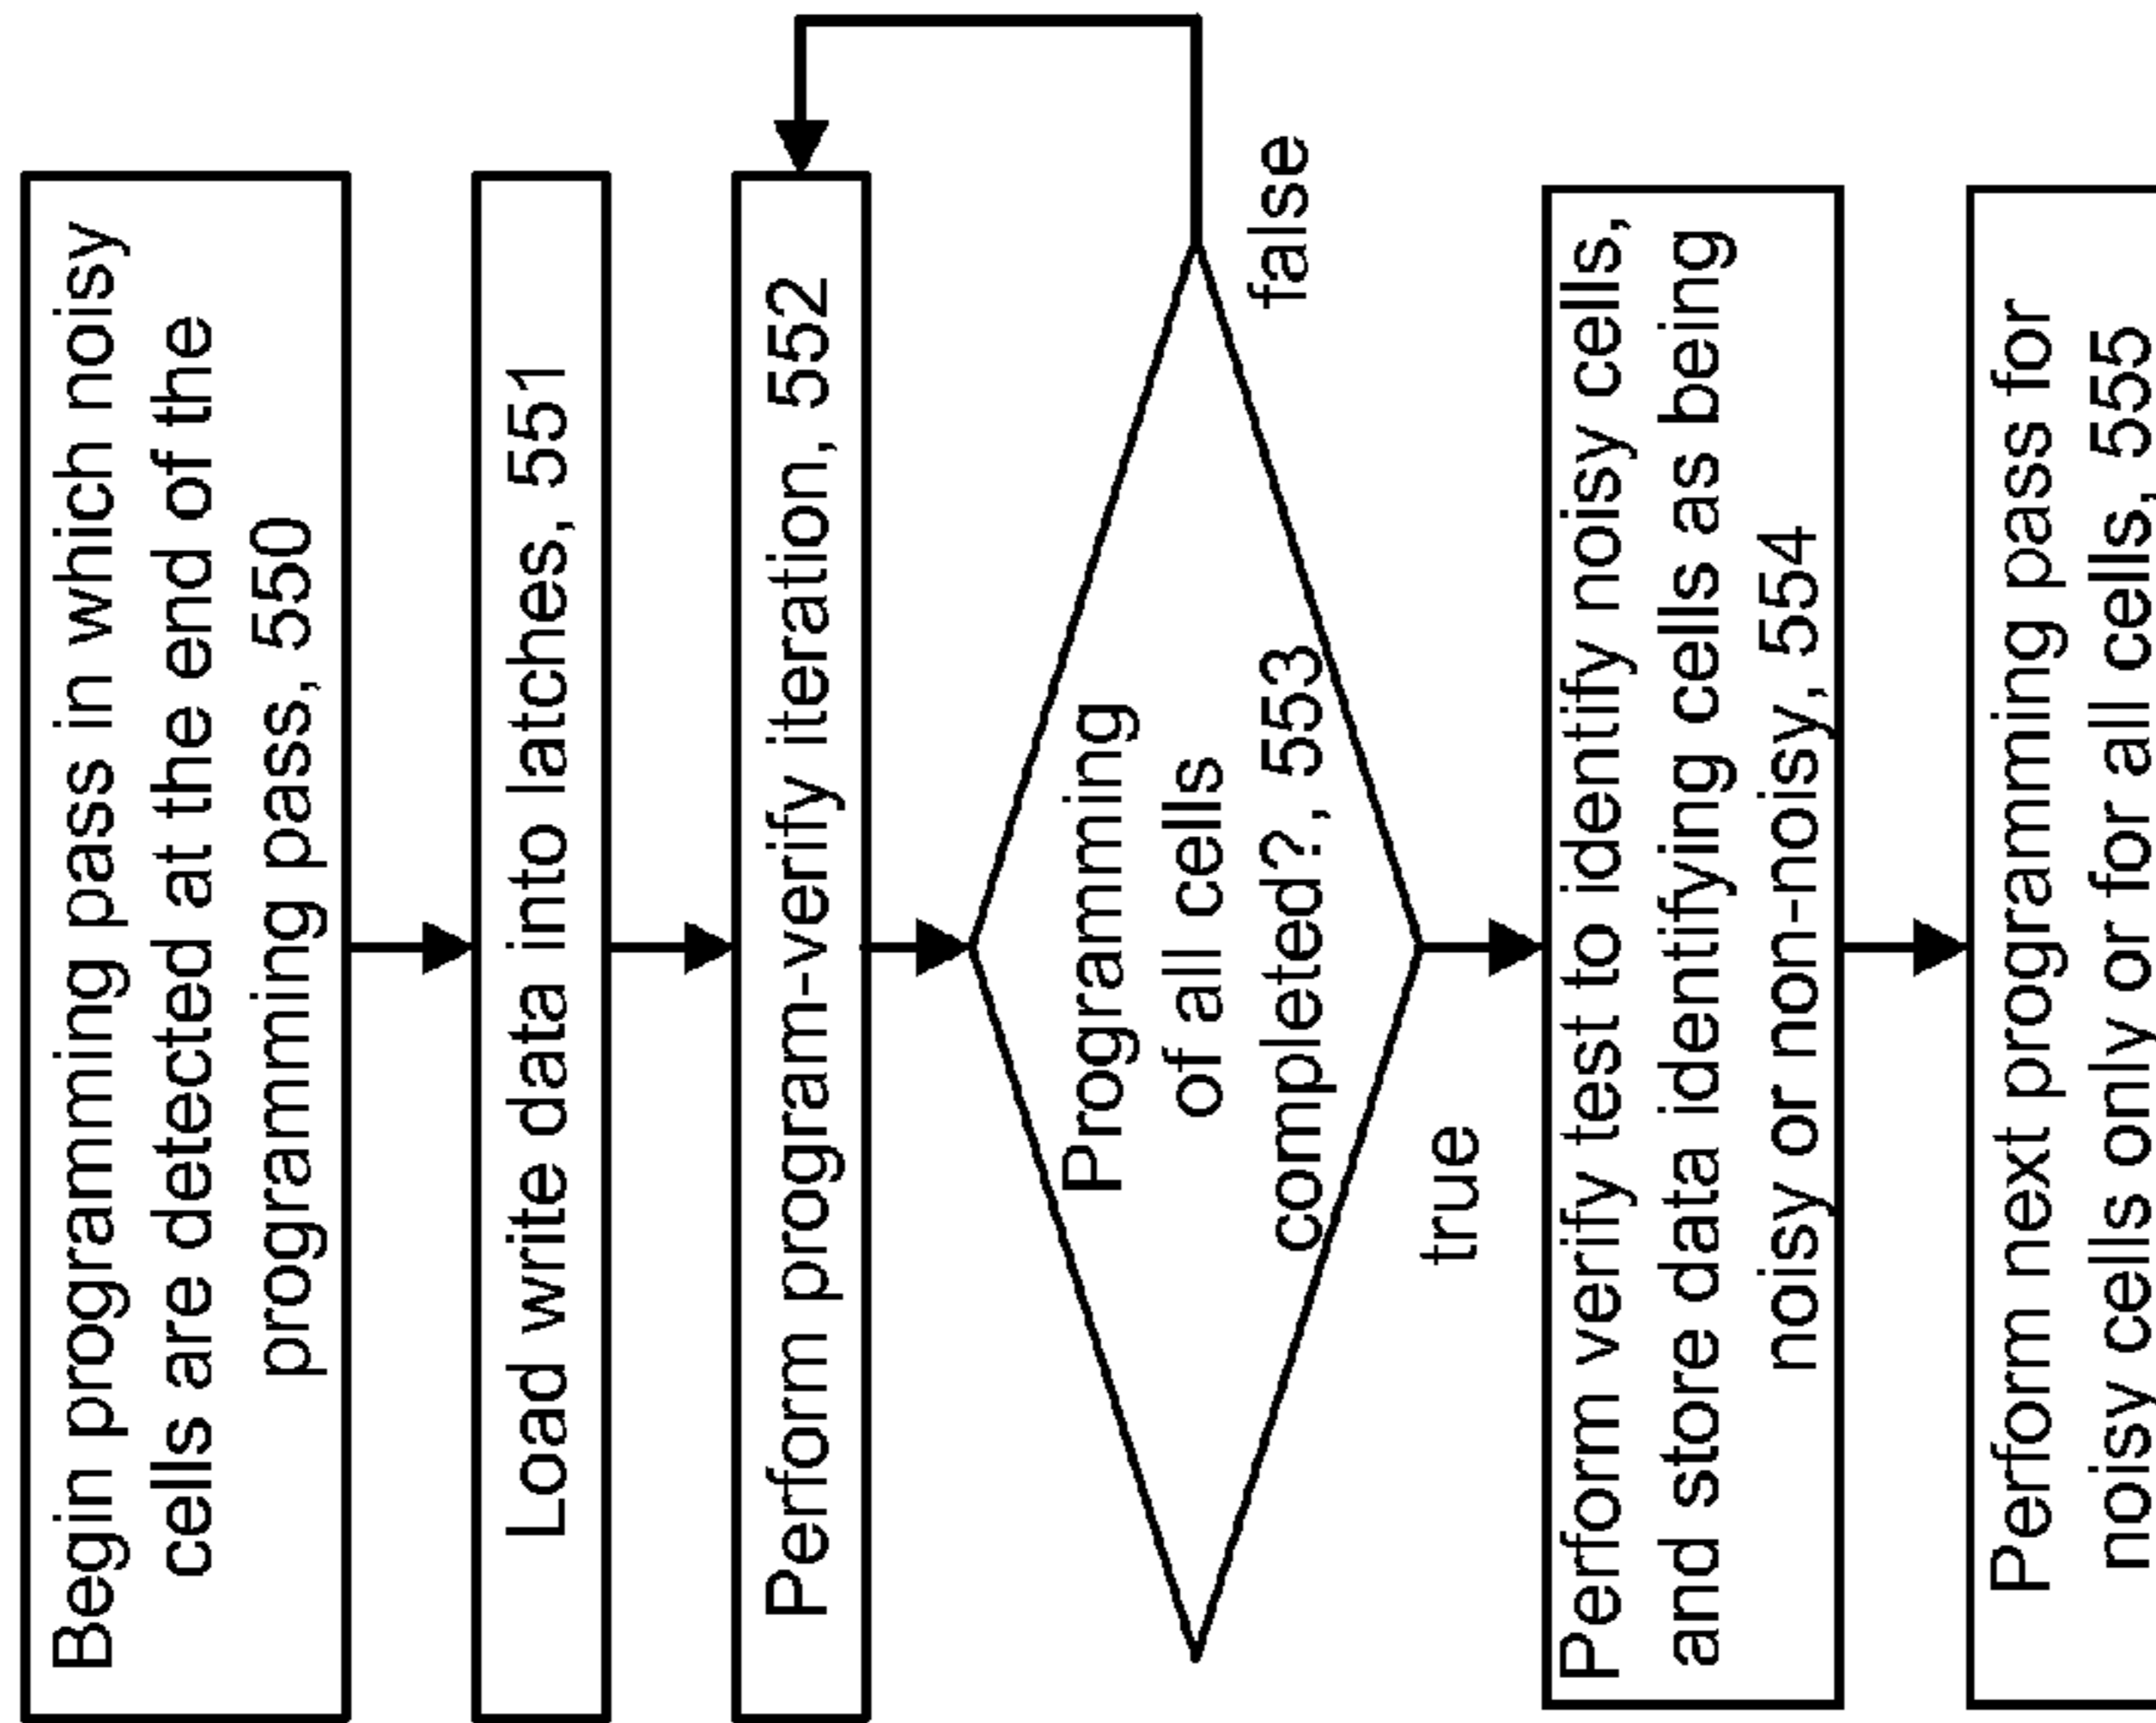 Begin programming pass in which noisy
cells are detected at the end of the
programming pass, 550
Load write data into latches, 551
Perform program-verify iteration, 552
Programming
of all cells
completed?, 553
false
true
Perform verify test to identify noisy cells,
and store data identifying cells as being
noisy or non-noisy, 554
Perform next programming pass for
noisy cells only or for all cells, 555